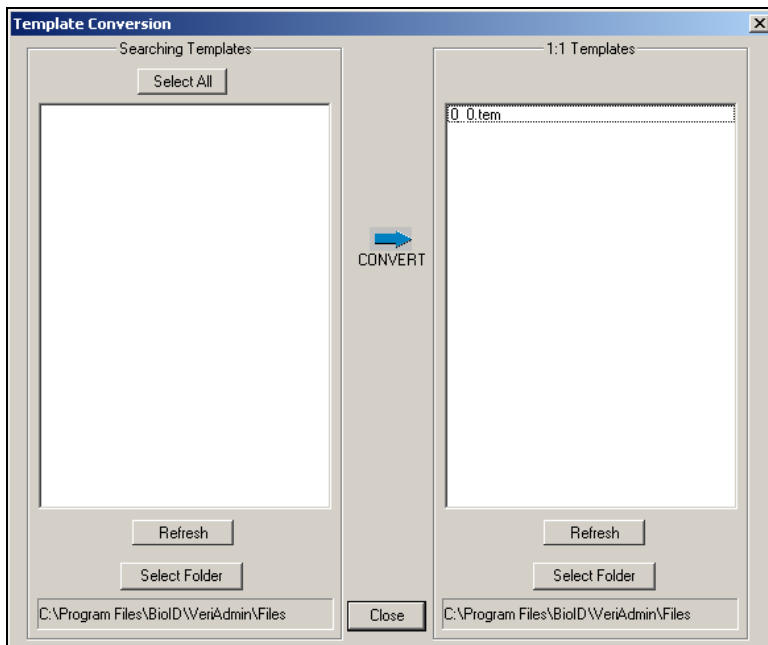 Template Conversion
Searching Templates
Select All
Refresh
Select Folder
C:\Program Files\BioID\VeriAdmin\Files
CONVERT
Close
1:1 Templates
0_0.tem
Refresh
Select Folder
C:\Program Files\BioID\VeriAdmin\Files